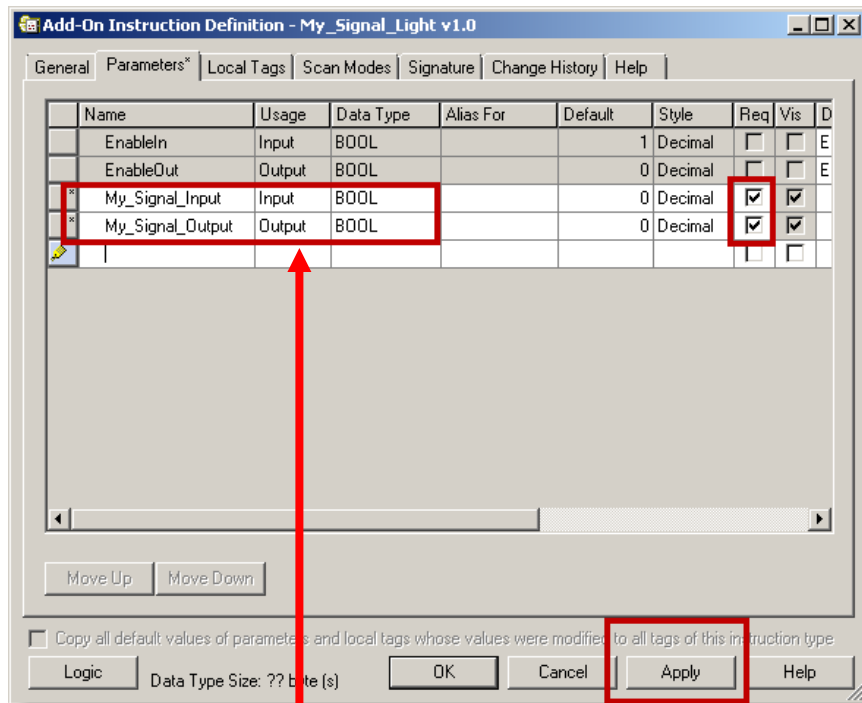 Add-On Instruction Definition - My_Signal_Light v1.0
General Parameters* Local Tags Scan Modes Signature Change History Help
Name Usage Data Type Alias For Default Style Req Vis D
EnableIn Input BOOL 1 Decimal E
EnableOut Output BOOL 0 Decimal E
* My_Signal_Input Input BOOL 0 Decimal
* My_Signal_Output Output BOOL 0 Decimal
Move Up Move Down
Copy all default values of parameters and local tags whose values were modified to all tags of this instruction type
Logic Data Type Size: ?? byte (s) OK Cancel Apply Help